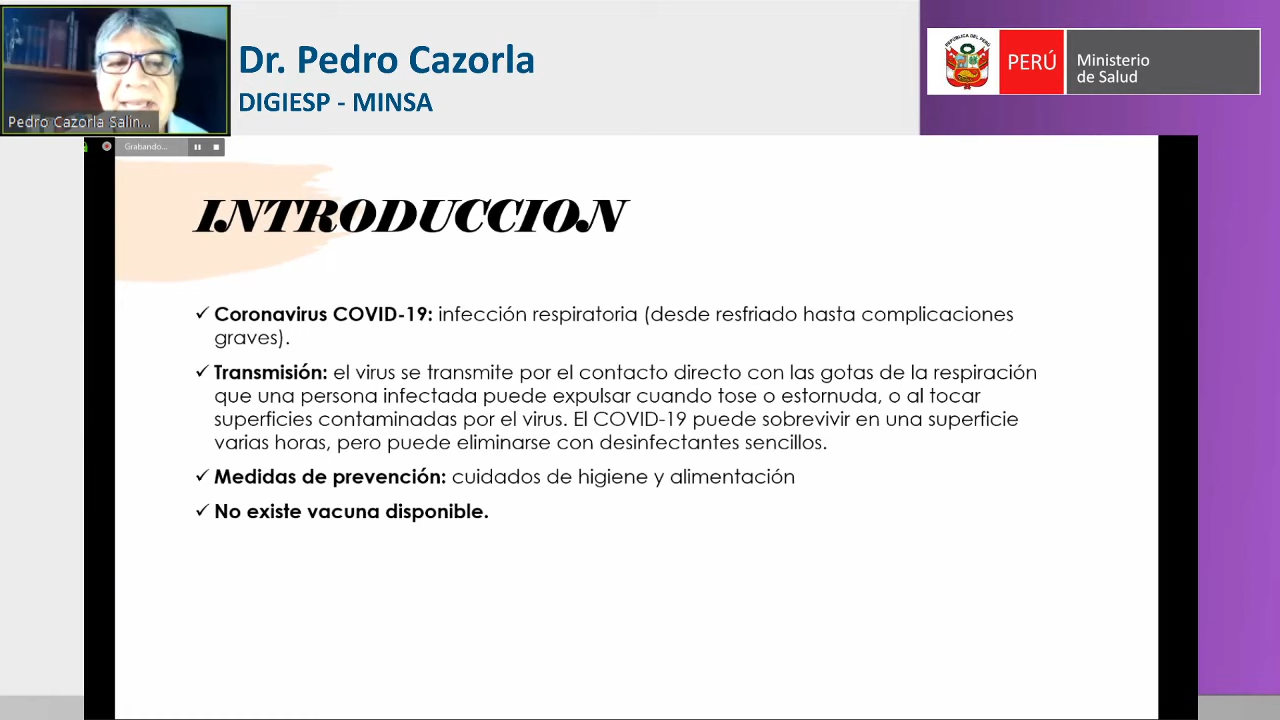 Dr. Pedro Cazorla
DIGIESP - MINSA
Pedro Cazorla Salin...
REPÚBLICA DEL PERÚ
PERÚ
Ministerio
de Salud
Grabando...
INTRODUCCION
✓ Coronavirus COVID-19: infección respiratoria (desde resfriado hasta complicaciones
graves).
✓ Transmisión: el virus se transmite por el contacto directo con las gotas de la respiración
que una persona infectada puede expulsar cuando tose o estornuda, o al tocar
superficies contaminadas por el virus. El COVID-19 puede sobrevivir en una superficie
varias horas, pero puede eliminarse con desinfectantes sencillos.
✓ Medidas de prevención: cuidados de higiene y alimentación
✓ No existe vacuna disponible.